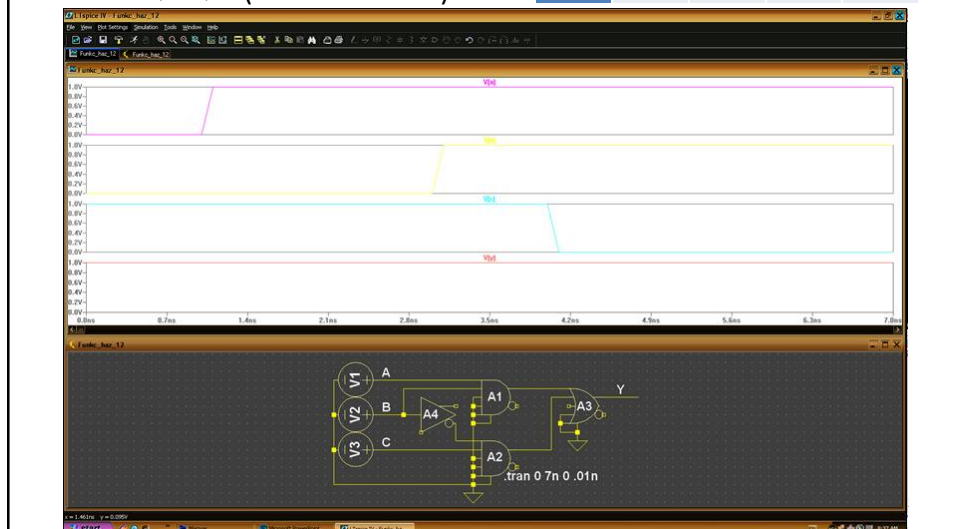 LTspice IV - Funkc_haz_12
File View Plot Settings Simulation Tools Window Help
Funkc_haz_12 Funkc_haz_12
Funkc_haz_12
V(a)
1.0V
0.8V
0.6V
0.4V
0.2V
0.0V
1.0V
0.8V
0.6V
0.4V
0.2V
0.0V
V(c)
1.0V
0.8V
0.6V
0.4V
0.2V
0.0V
V(y)
1.0V
0.8V
0.6V
0.4V
0.2V
0.0V
0.0ns 0.7ns 1.4ns 2.1ns 2.8ns 3.5ns 4.2ns 4.9ns 5.6ns 6.3ns 7.0ns
Funkc_haz_12
V1 A
V2 B
V3 C
A4
A1
A2
A3
Y
.tran 0 7n 0 .01n
x = 1.461ns y = 0.095V
start